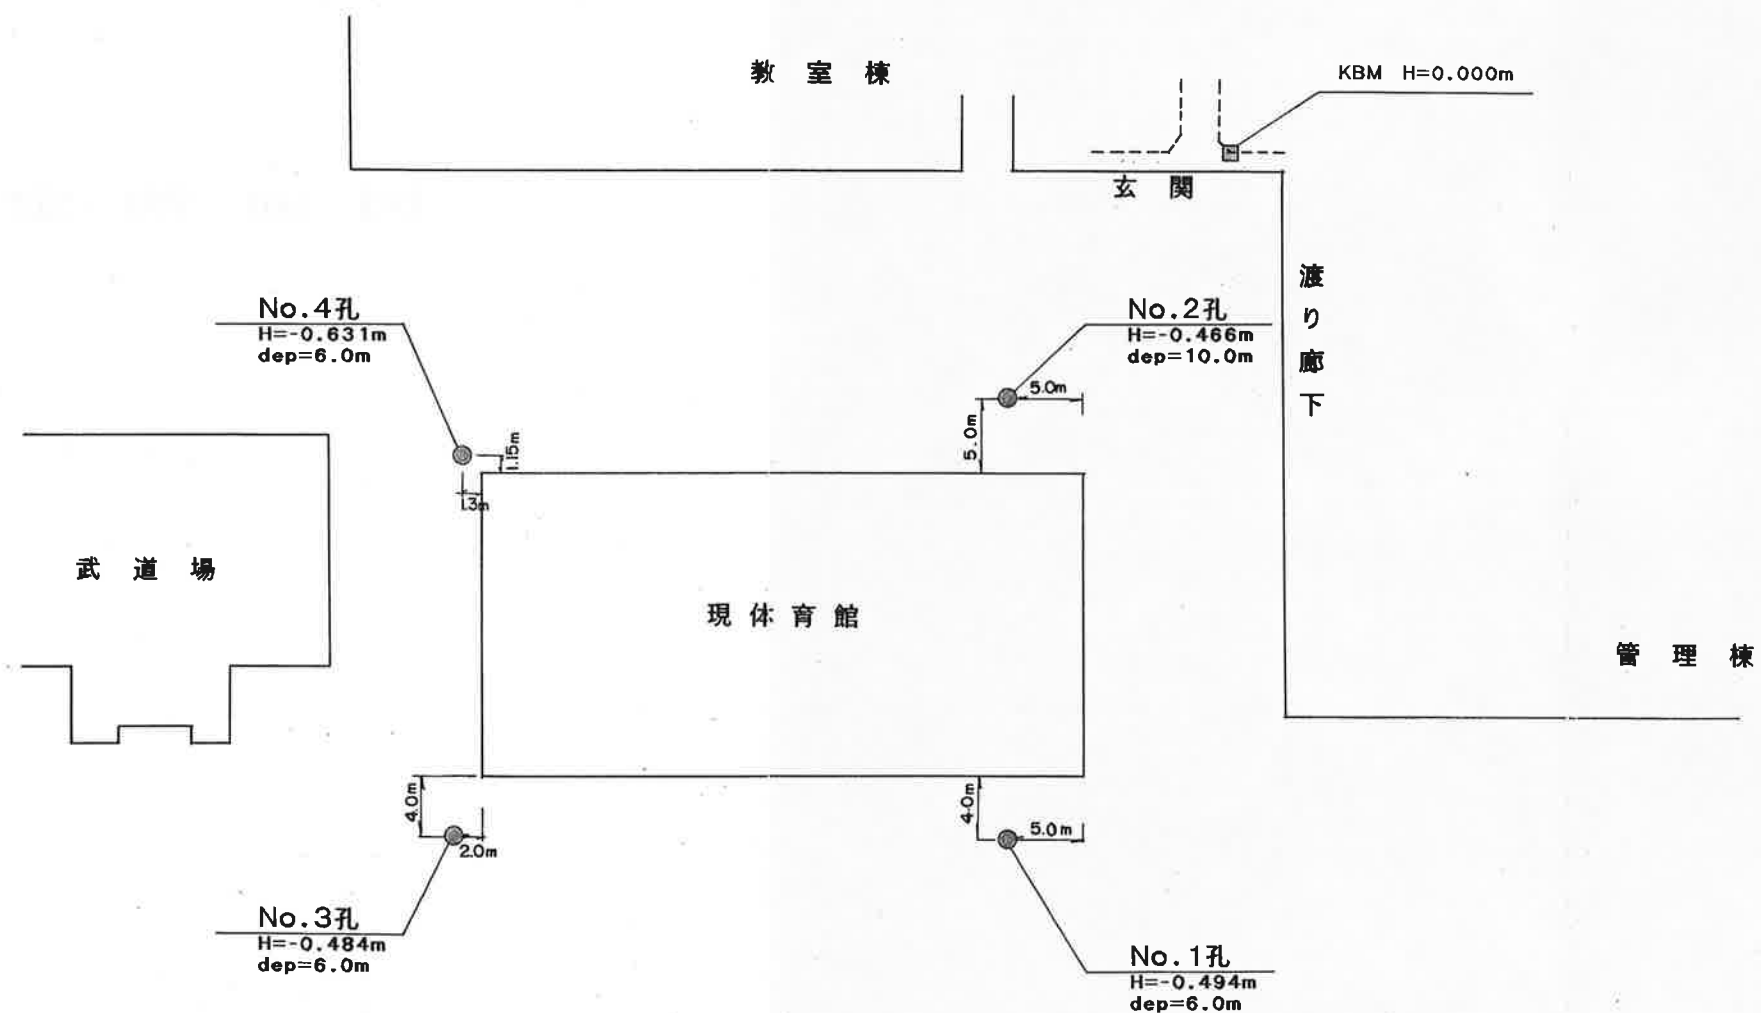 教室棟
KBM H=0.000m
玄関
渡り廊下
No.4孔
H=-0.631m
dep=6.0m
No.2孔
H=-0.466m
dep=10.0m
5.0m
5.0m
1.15m
1.3m
武道場
現体育館
管理棟
4.0m
2.0m
4.0m
5.0m
No.3孔
H=-0.484m
dep=6.0m
No.1孔
H=-0.494m
dep=6.0m